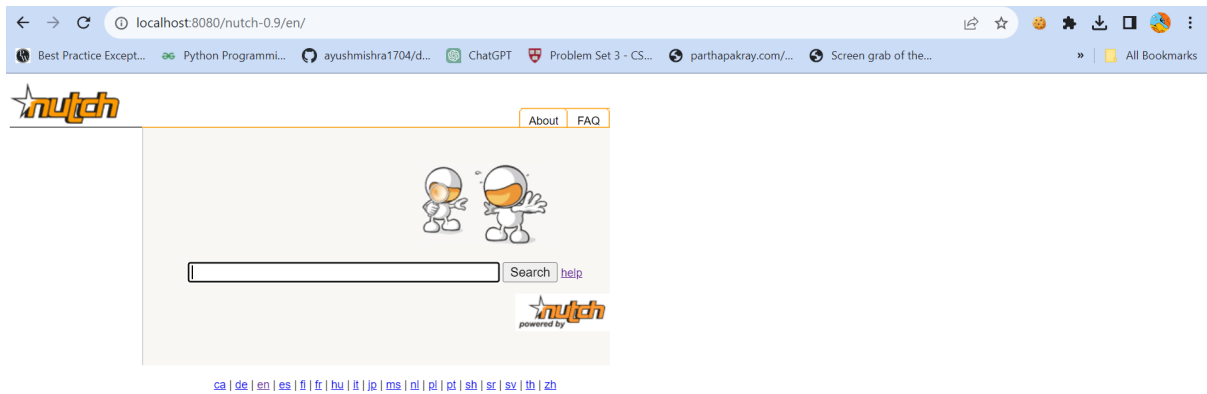 localhost:8080/nutch-0.9/en/
Best Practice Except... Python Programmi... ayushmishra1704/d... ChatGPT Problem Set 3 - CS... parthapakray.com/... Screen grab of the... » All Bookmarks
nutch
About FAQ
Search help
nutch
powered by
ca | de | en | es | fi | fr | hu | it | jp | ms | nl | pl | pt | sh | sr | sv | th | zh